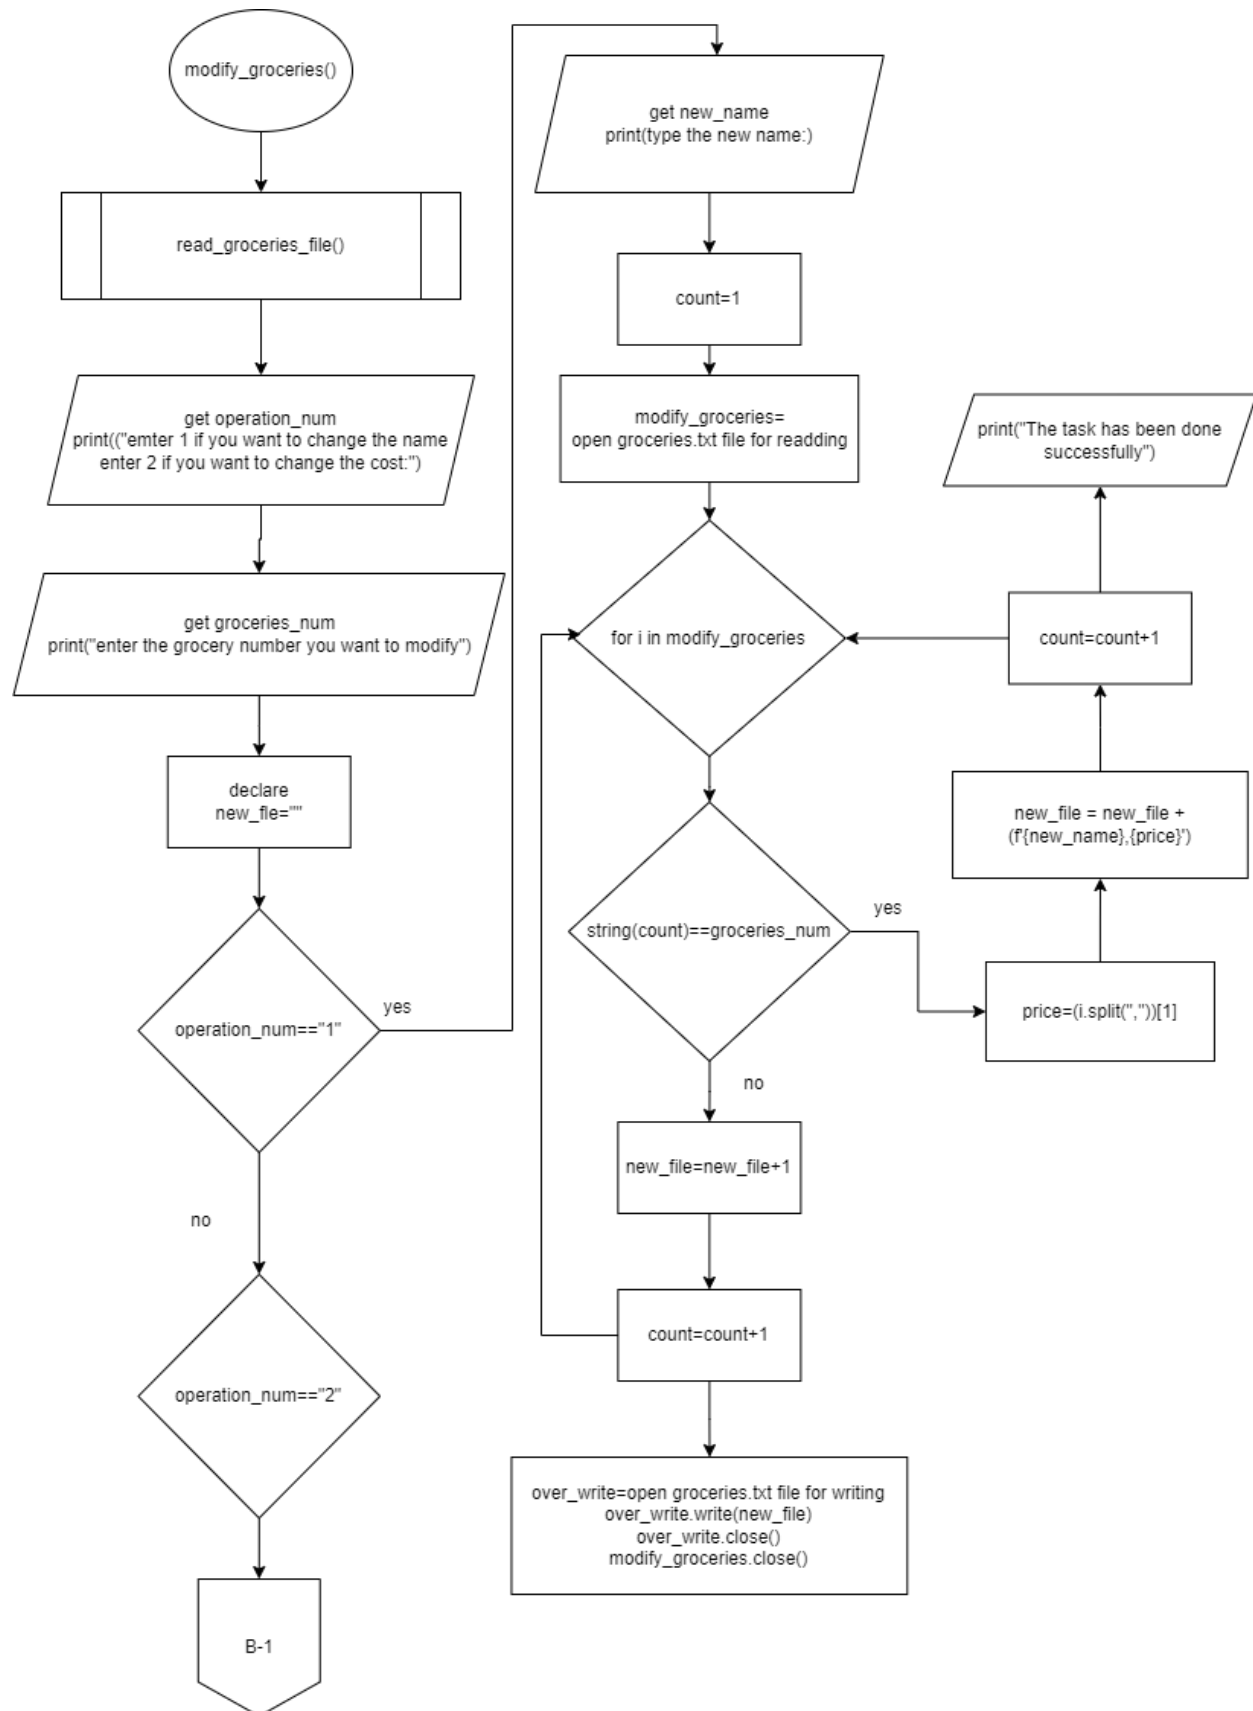 modify_groceries()
read_groceries_file()
get operation_num
print(("emter 1 if you want to change the name
enter 2 if you want to change the cost:")
get groceries_num
print("enter the grocery number you want to modify")
declare
new_fle=""
operation_num=="1"
yes
no
operation_num=="2"
B-1
get new_name
print(type the new name:)
count=1
modify_groceries=
open groceries.txt file for readding
for i in modify_groceries
string(count)==groceries_num
yes
no
new_file=new_file+1
count=count+1
over_write=open groceries.txt file for writing
over_write.write(new_file)
over_write.close()
modify_groceries.close()
print("The task has been done
successfully")
count=count+1
new_file = new_file +
(f'{new_name},{price}')
price=(i.split(","))[1]